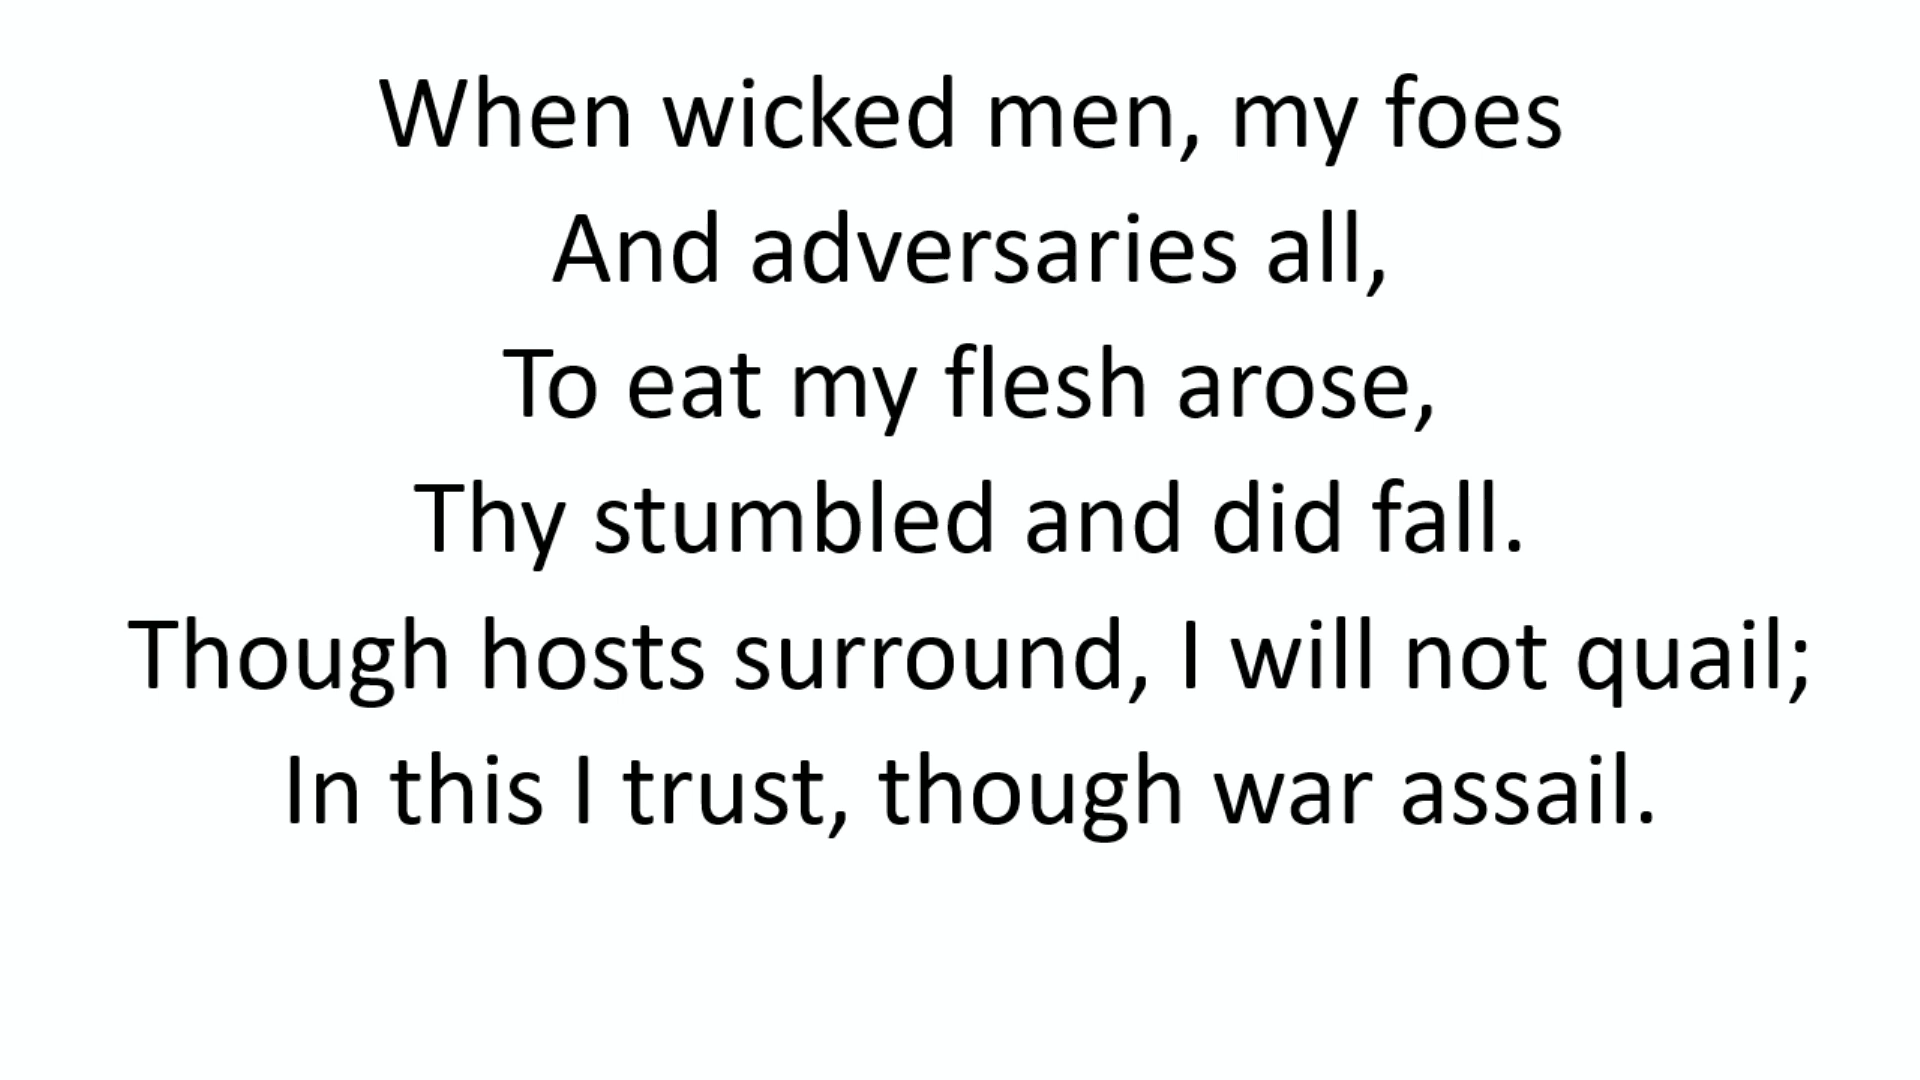 When wicked men, my foes
And adversaries all,
To eat my flesh arose,
Thy stumbled and did fall.
Though hosts surround, I will not quail;
In this I trust, though war assail.